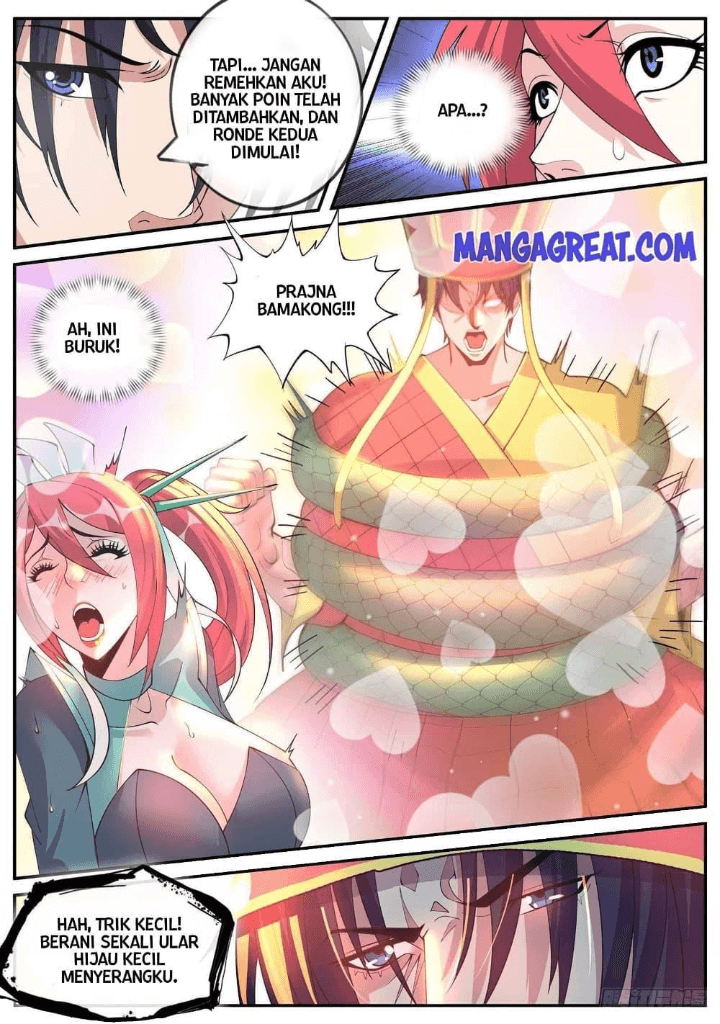 TAPI... JANGAN
REMEHKAN AKU!
BANYAK POIN TELAH
DITAMBAHKAN, DAN
RONDE KEDUA
DIMULAI!
APA...?
MANGAGREAT.COM
PRAJNA
BAMAKONG!!!
AH, INI
BURUK!
HAH, TRIK KECIL!
BERANI SEKALI ULAR
HIJAU KECIL
MENYERANGKU.